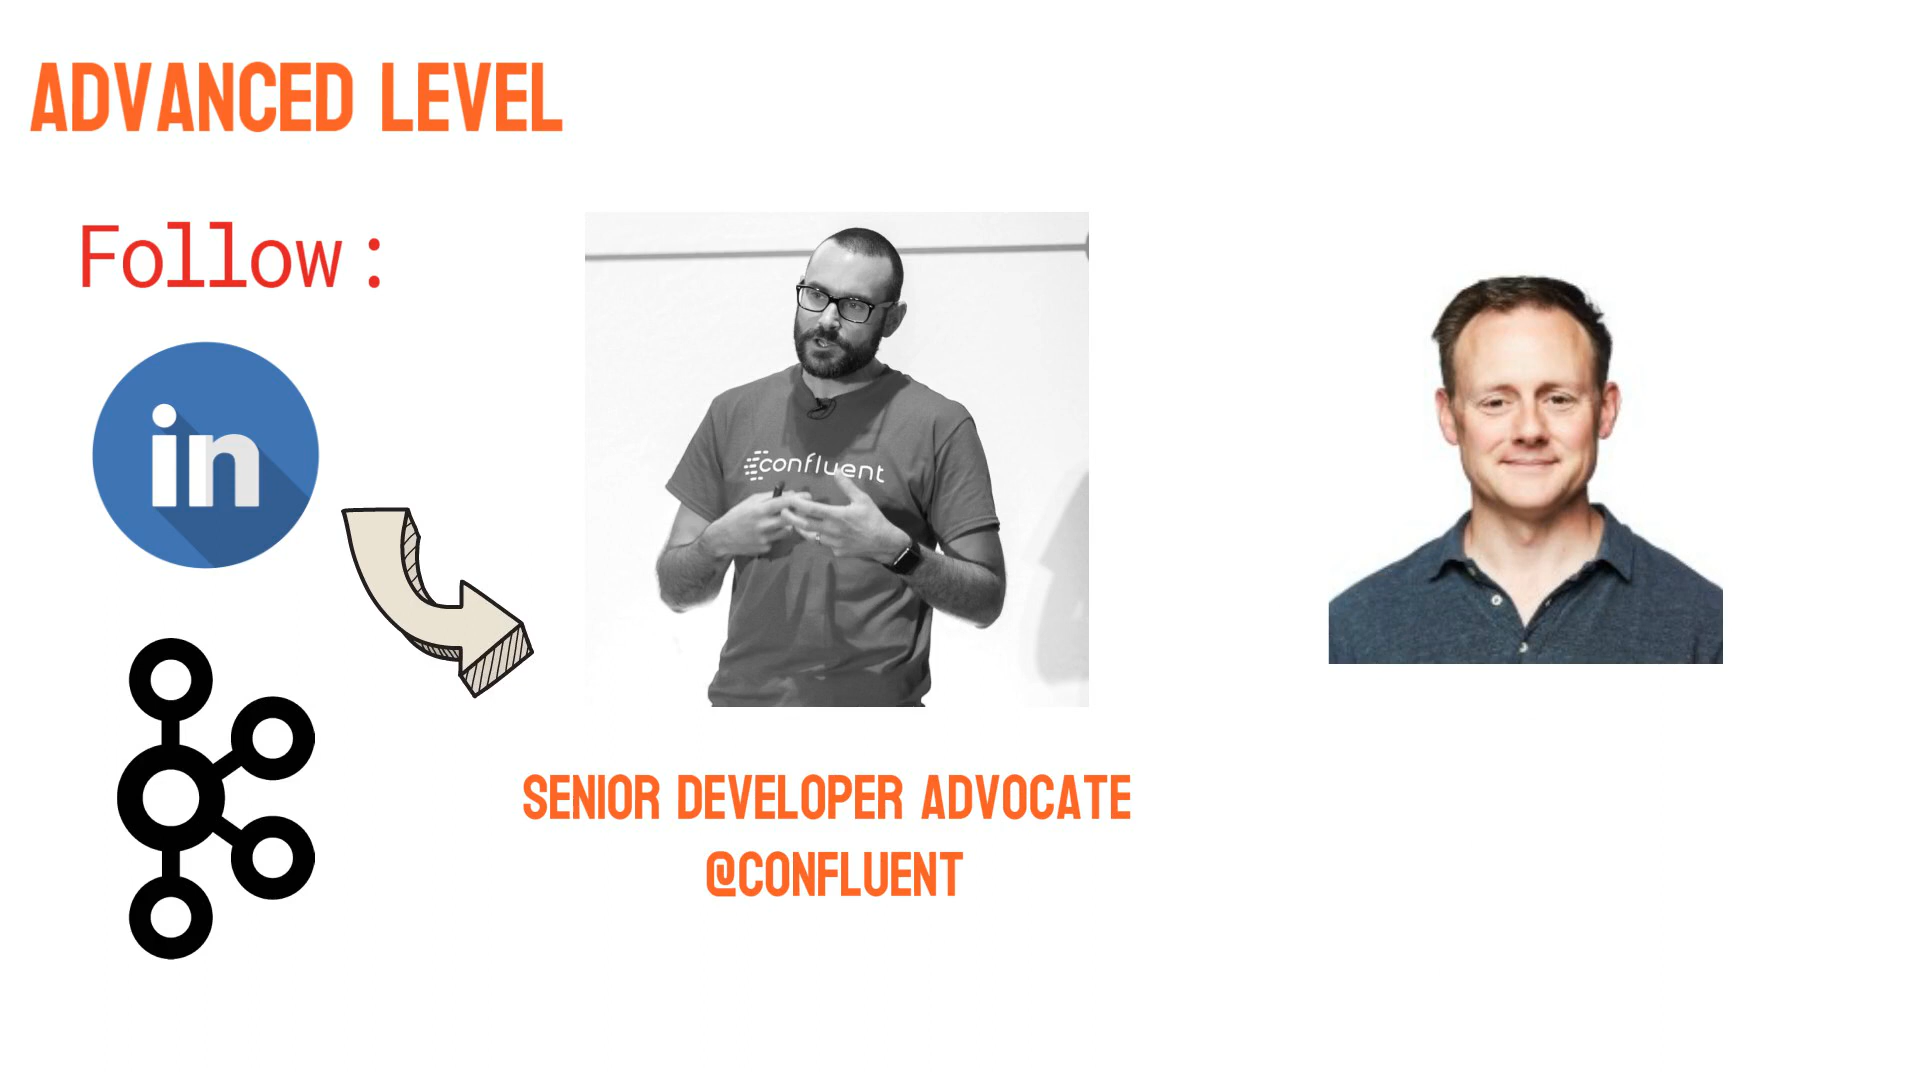 ADVANCED LEVEL
Follow:
in
confluent
SENIOR DEVELOPER ADVOCATE
@CONFLUENT